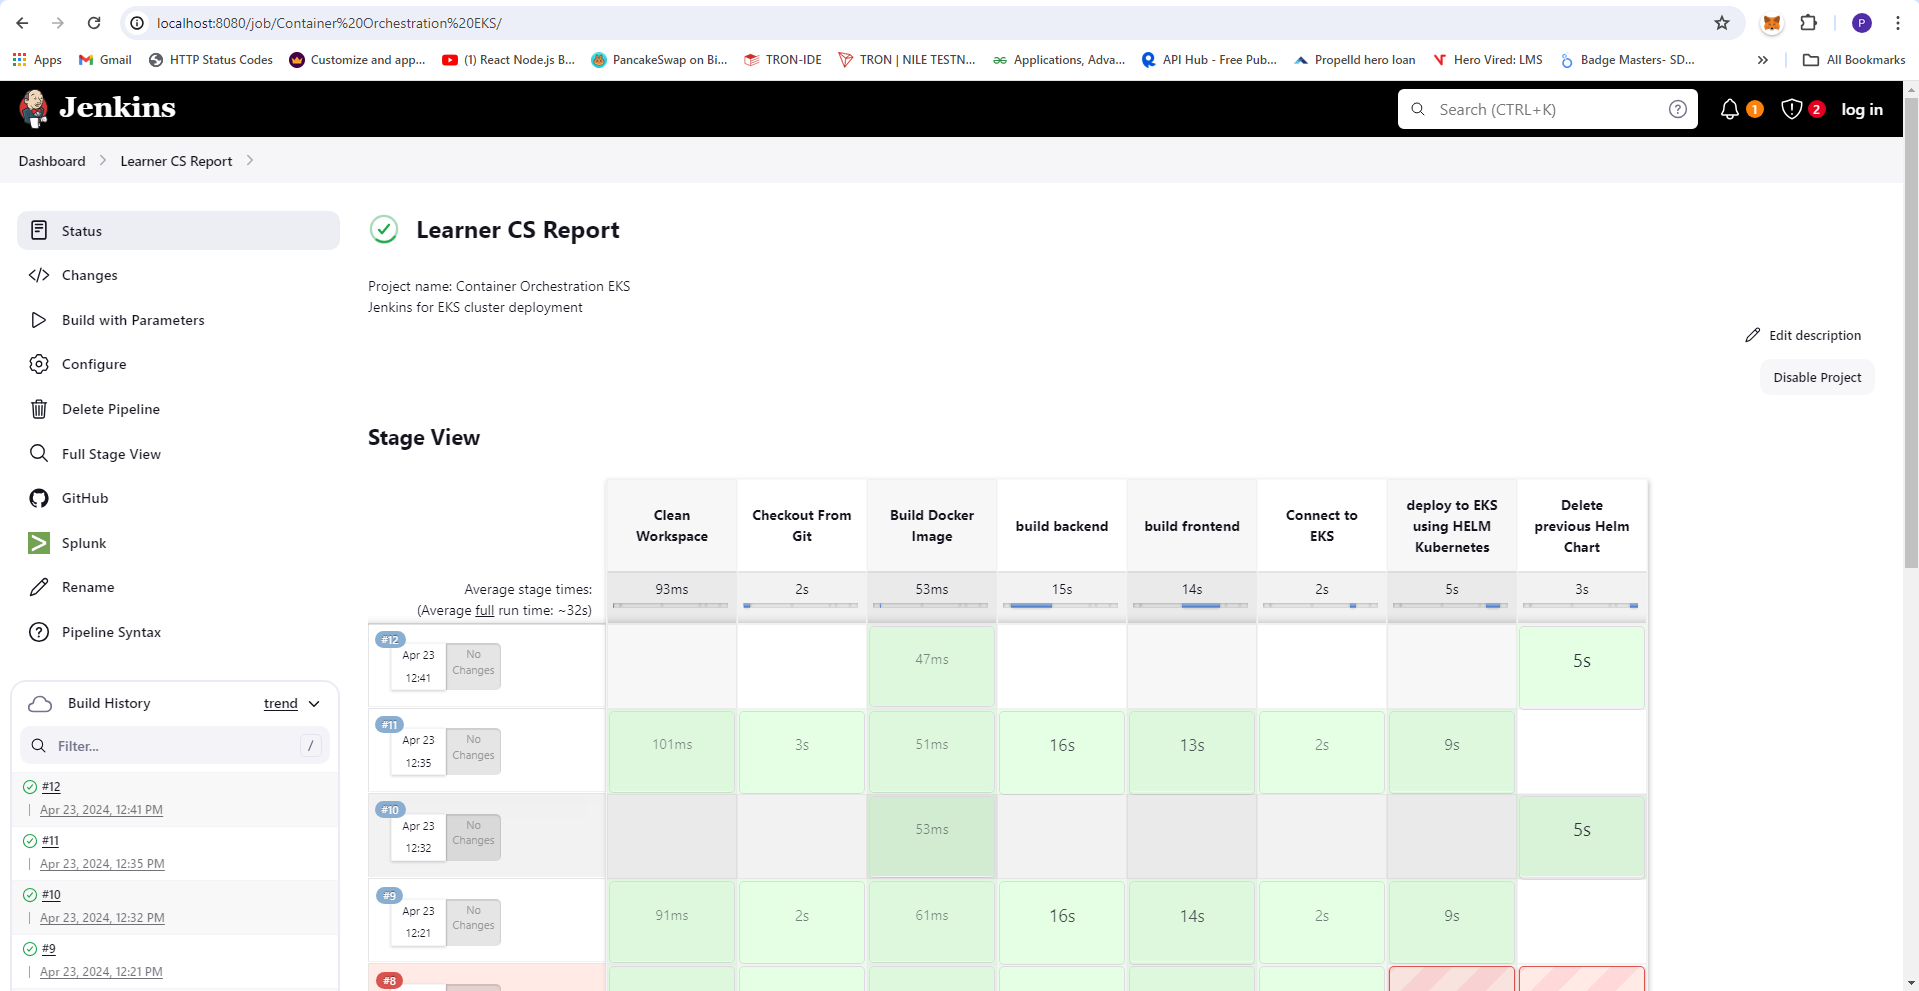 localhost:8080/job/Container%20Orchestration%20EKS/
P
Apps
Gmail
HTTP Status Codes
Customize and app...
(1) React Node.js B...
PancakeSwap on Bi...
TRON-IDE
TRON | NILE TESTN...
Applications, Adva...
API Hub - Free Pub...
Propelld hero loan
Hero Vired: LMS
Badge Masters- SD...
All Bookmarks
Jenkins
Search (CTRL+K)
1
2
log in
Dashboard
Learner CS Report
Status
Changes
Build with Parameters
Configure
Delete Pipeline
Full Stage View
GitHub
Splunk
Rename
Pipeline Syntax
Build History
trend
Filter...
/
#12
Apr 23, 2024, 12:41 PM
#11
Apr 23, 2024, 12:35 PM
#10
Apr 23, 2024, 12:32 PM
#9
Apr 23, 2024, 12:21 PM
Learner CS Report
Project name: Container Orchestration EKS
Jenkins for EKS cluster deployment
Edit description
Disable Project
Stage View
Clean
Workspace
Checkout From
Git
Build Docker
Image
build backend
build frontend
Connect to
EKS
deploy to EKS
using HELM
Kubernetes
Delete
previous Helm
Chart
Average stage times:
(Average full run time: ~32s)
93ms
2s
53ms
15s
14s
2s
5s
3s
#12
Apr 23
12:41
No
Changes
47ms
5s
#11
Apr 23
12:35
No
Changes
101ms
3s
51ms
16s
13s
2s
9s
#10
Apr 23
12:32
No
Changes
53ms
5s
#9
Apr 23
12:21
No
Changes
91ms
2s
61ms
16s
14s
2s
9s
#8